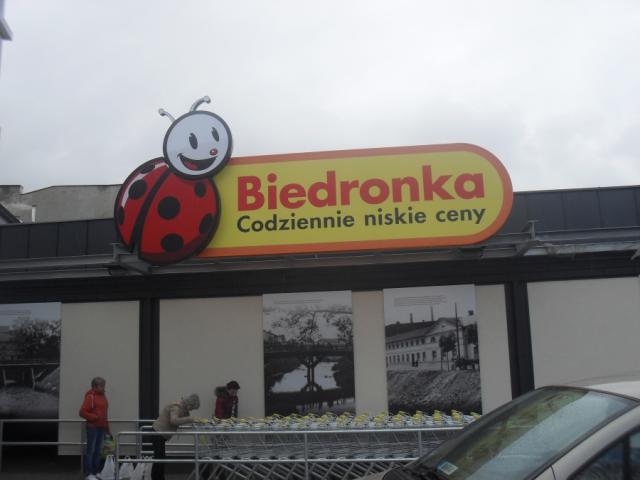 Biedronka
Codziennie niskie ceny